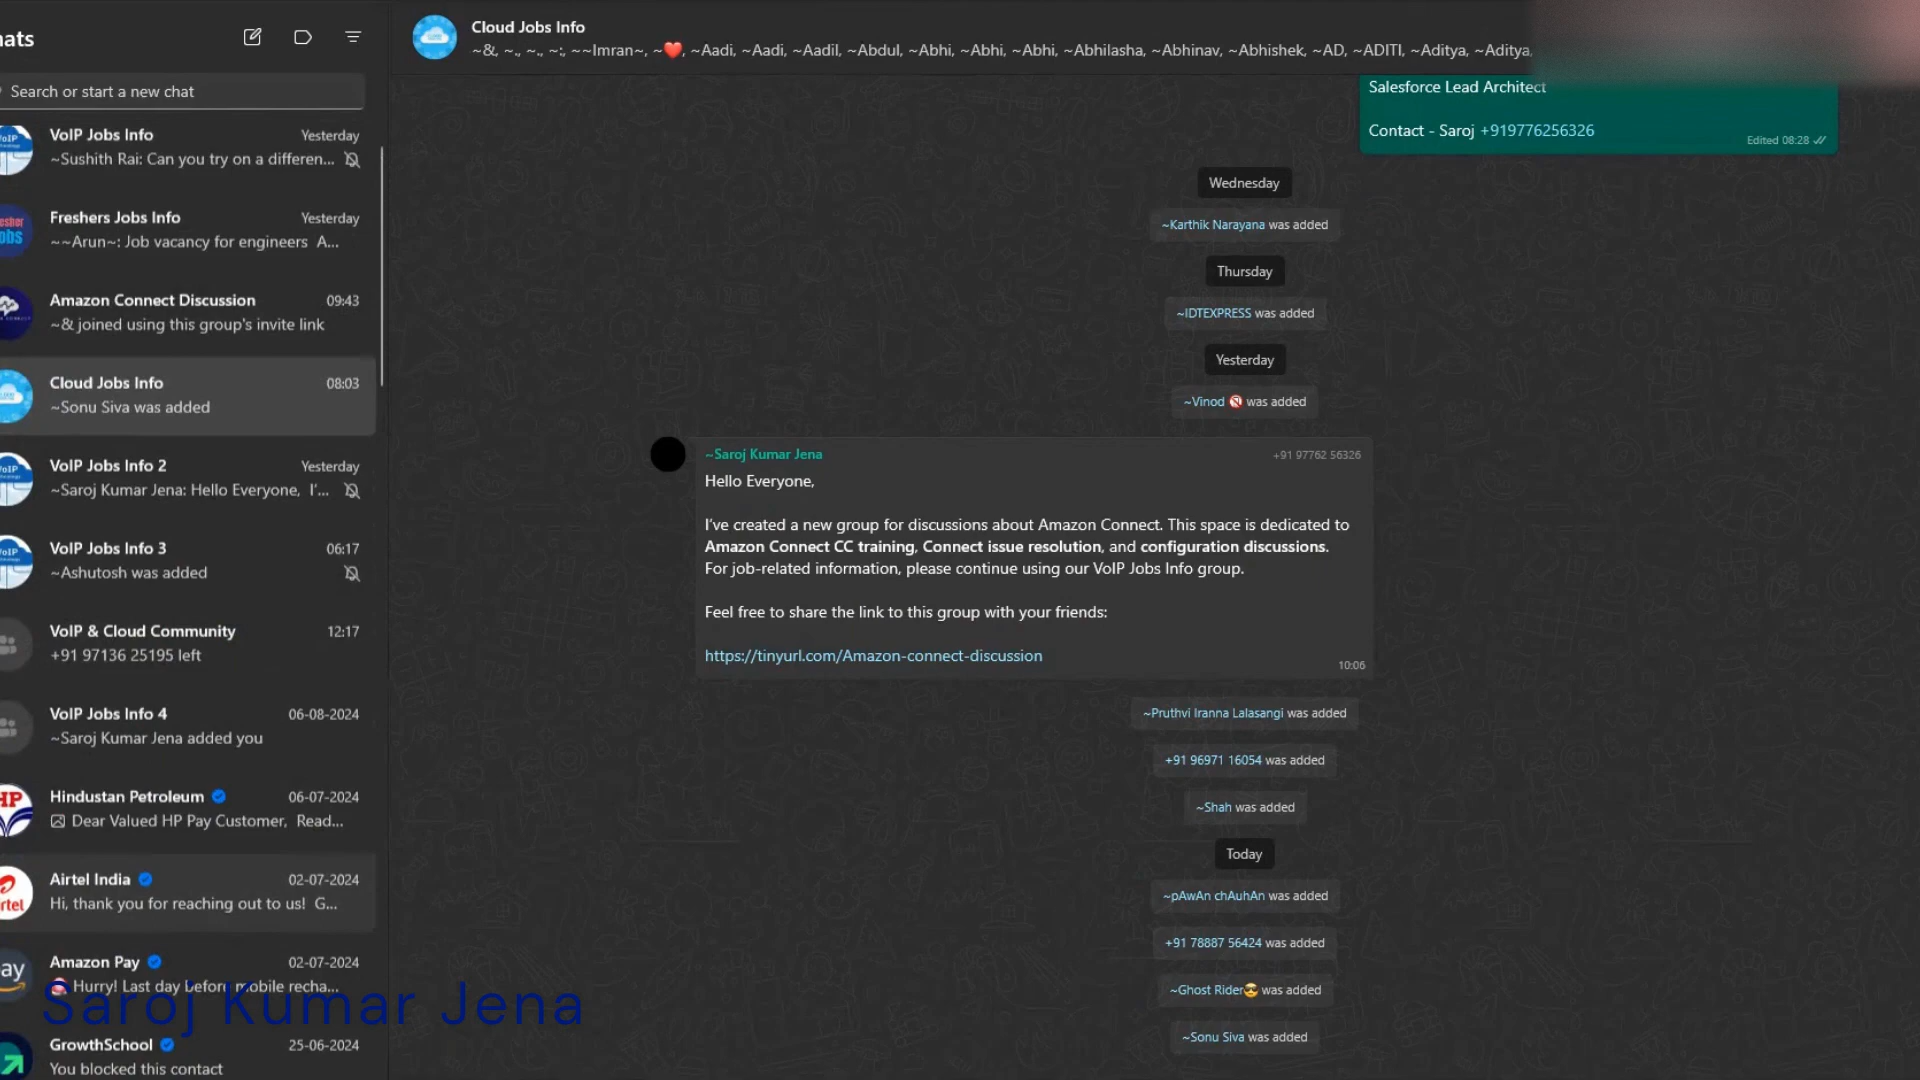 ats
Search or start a new chat
VoIP Jobs Info Yesterday
~Sushith Rai: Can you try on a differen...
Freshers Jobs Info Yesterday
~~Arun~: Job vacancy for engineers A...
Amazon Connect Discussion 09:43
~& joined using this group's invite link
Cloud Jobs Info 08:03
~Sonu Siva was added
VoIP Jobs Info 2 Yesterday
~Saroj Kumar Jena: Hello Everyone, I'...
VoIP Jobs Info 3 06:17
~Ashutosh was added
VoIP & Cloud Community 12:17
+91 97136 25195 left
VoIP Jobs Info 4 06-08-2024
~Saroj Kumar Jena added you
HP
Hindustan Petroleum 06-07-2024
Dear Valued HP Pay Customer, Read...
Airtel India 02-07-2024
Hi, thank you for reaching out to us! G...
rtel
Amazon Pay 02-07-2024
ay
Hurry! Last day before mobile recha...
Saroj Kumar Jena
GrowthSchool 25-06-2024
You blocked this contact
Cloud Jobs Info
~&, ~., ~., ~:, ~~Imran~, ~❤️, ~Aadi, ~Aadi, ~Aadil, ~Abdul, ~Abhi, ~Abhi, ~Abhi, ~Abhilasha, ~Abhinav, ~Abhishek, ~AD, ~ADITI, ~Aditya, ~Aditya,
Salesforce Lead Architect
Contact - Saroj +919776256326
Edited 08:28
Wednesday
~Karthik Narayana was added
Thursday
~IDTEXPRESS was added
Yesterday
~Vinod 🚯 was added
~Saroj Kumar Jena +91 97762 56326
Hello Everyone,
I've created a new group for discussions about Amazon Connect. This space is dedicated to
Amazon Connect CC training, Connect issue resolution, and configuration discussions.
For job-related information, please continue using our VoIP Jobs Info group.
Feel free to share the link to this group with your friends:
https://tinyurl.com/Amazon-connect-discussion
10:06
~Pruthvi Iranna Lalasangi was added
+91 96971 16054 was added
~Shah was added
Today
~pAwAn chAuhAn was added
+91 78887 56424 was added
~Ghost Rider😎 was added
~Sonu Siva was added